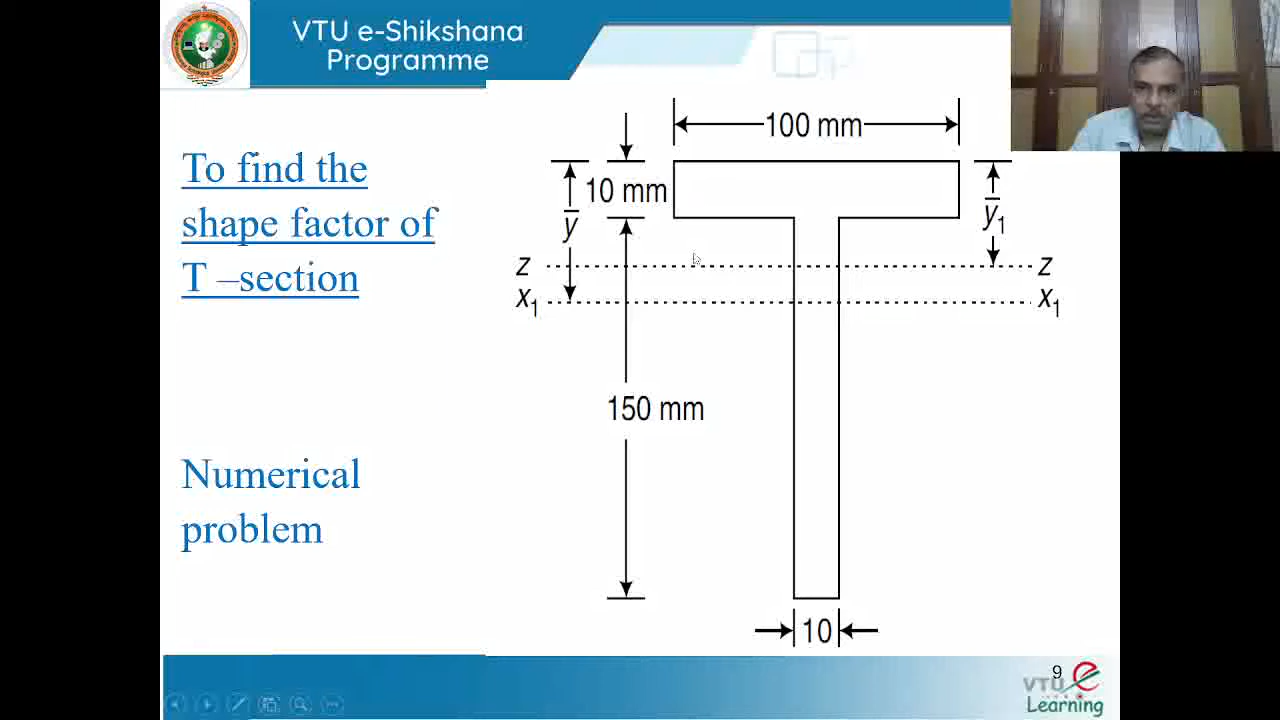 VTU e-Shikshana
Programme
To find the
shape factor of
T –section
Numerical
problem
100 mm
10 mm
y̅
y̅1
z z
x1 x1
150 mm
10
9
VTU e
Learning